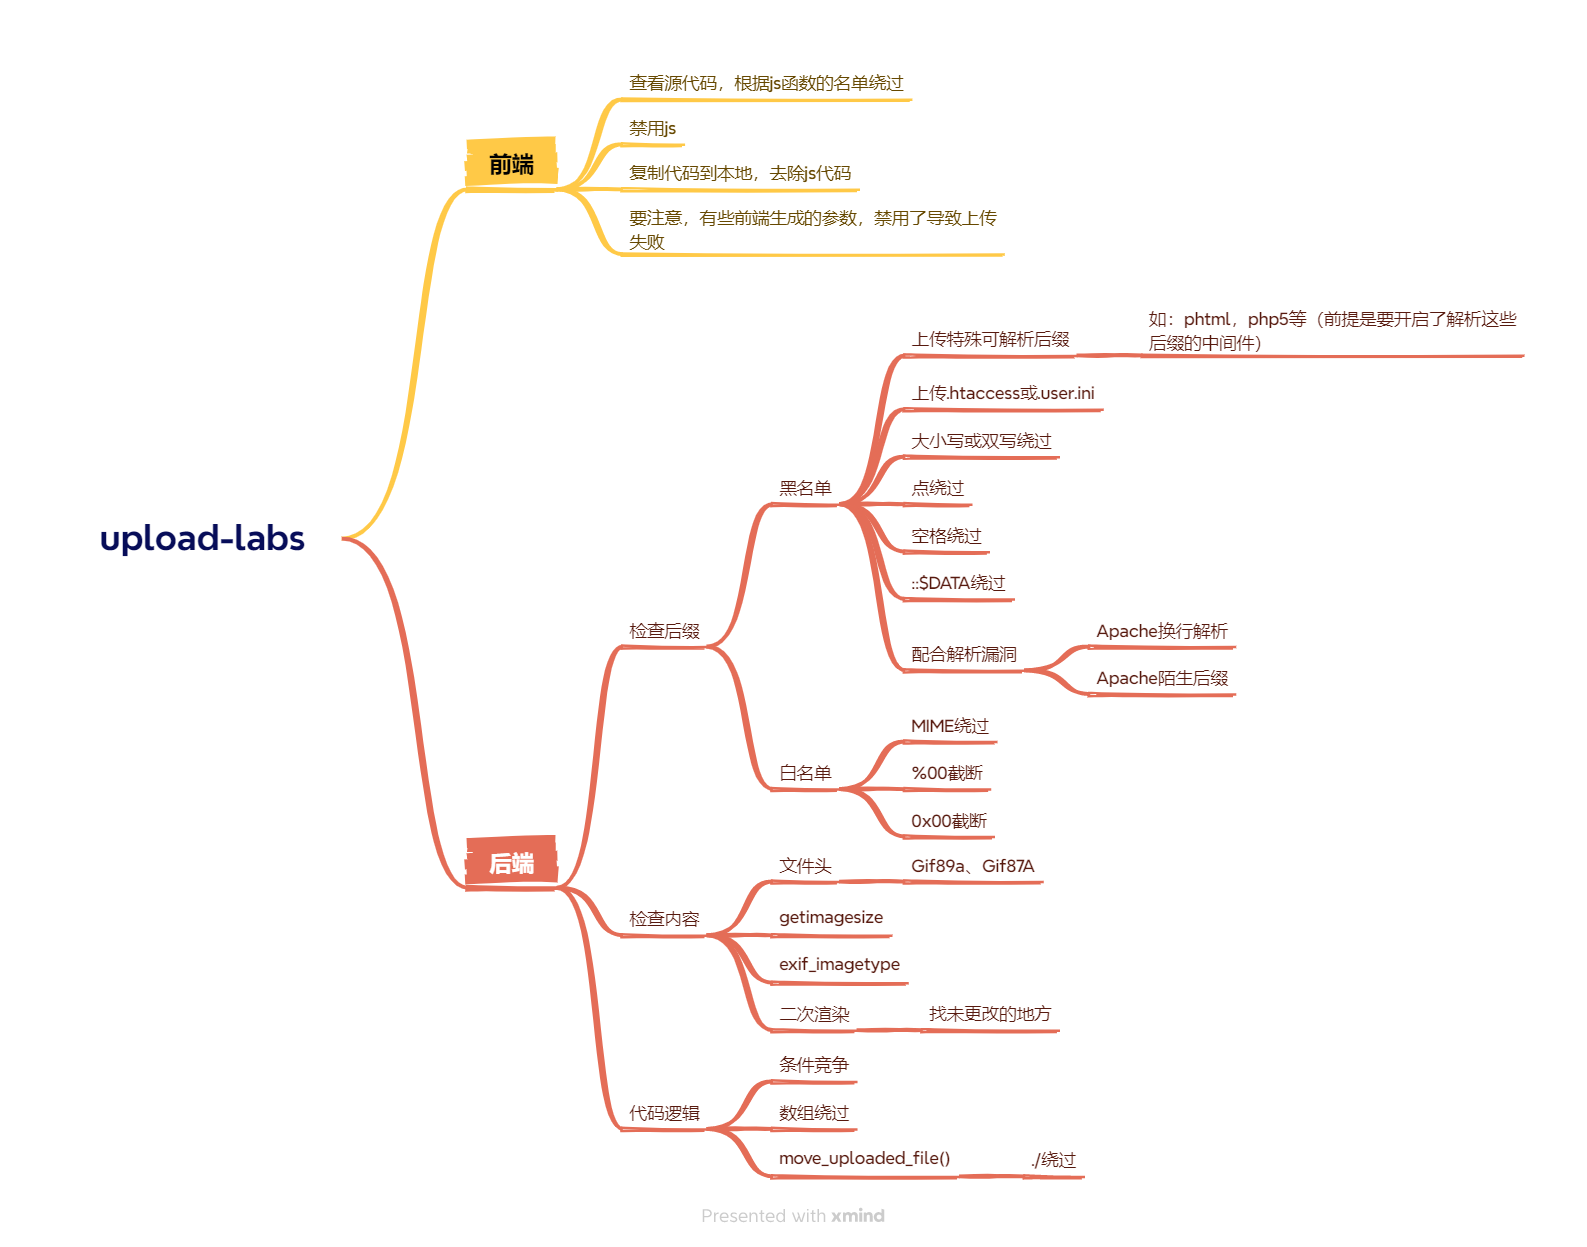 upload-labs
前端
查看源代码，根据js函数的名单绕过
禁用js
复制代码到本地，去除js代码
要注意，有些前端生成的参数，禁用了导致上传
失败
后端
检查后缀
黑名单
上传特殊可解析后缀
如：phtml，php5等（前提是要开启了解析这些
后缀的中间件）
上传.htaccess或.user.ini
大小写或双写绕过
点绕过
空格绕过
::$DATA绕过
配合解析漏洞
Apache换行解析
Apache陌生后缀
白名单
MIME绕过
%00截断
0x00截断
检查内容
文件头
Gif89a、Gif87A
getimagesize
exif_imagetype
二次渲染
找未更改的地方
代码逻辑
条件竞争
数组绕过
move_uploaded_file()
./绕过
Presented with xmind